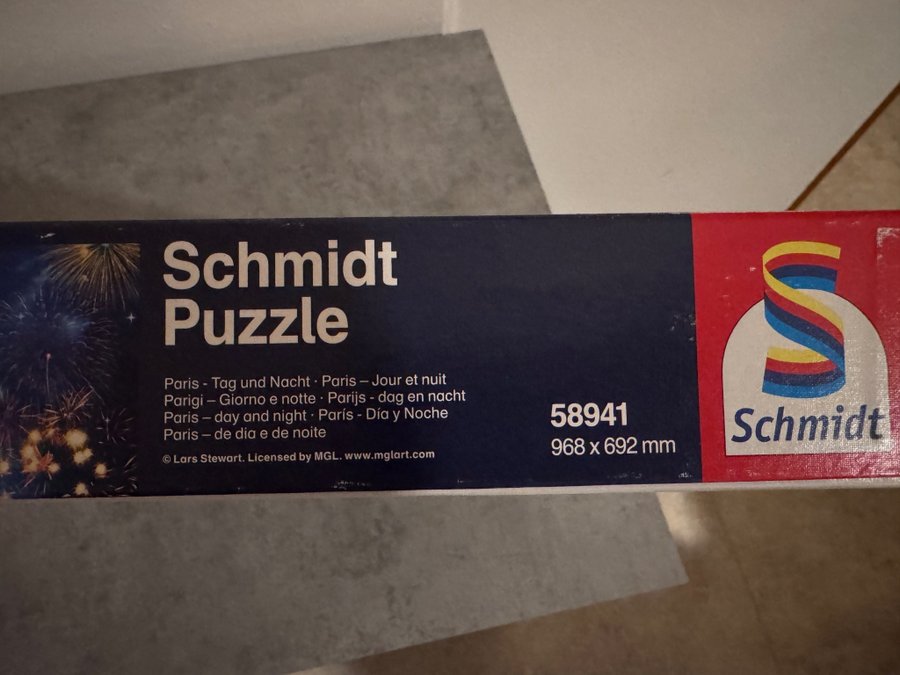 Schmidt
Puzzle
Paris - Tag und Nacht · Paris – Jour et nuit
Parigi – Giorno e notte · Parijs - dag en nacht
Paris – day and night · París - Día y Noche
Paris – de dia e de noite
© Lars Stewart. Licensed by MGL. www.mglart.com
58941
968 x 692 mm
Schmidt